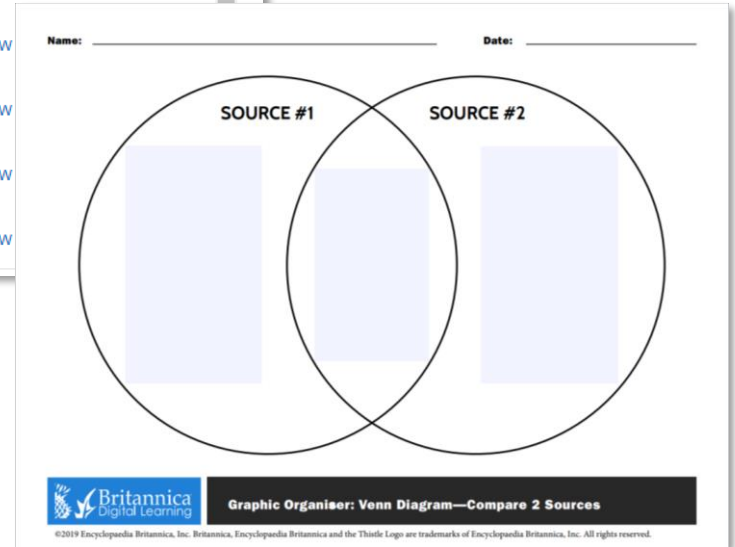 w
w
w
w
Name: Date:
SOURCE #1 SOURCE #2
Britannica
Digital Learning
Graphic Organiser: Venn Diagram—Compare 2 Sources
©2019 Encyclopaedia Britannica, Inc. Britannica, Encyclopaedia Britannica and the Thistle Logo are trademarks of Encyclopaedia Britannica, Inc. All rights reserved.